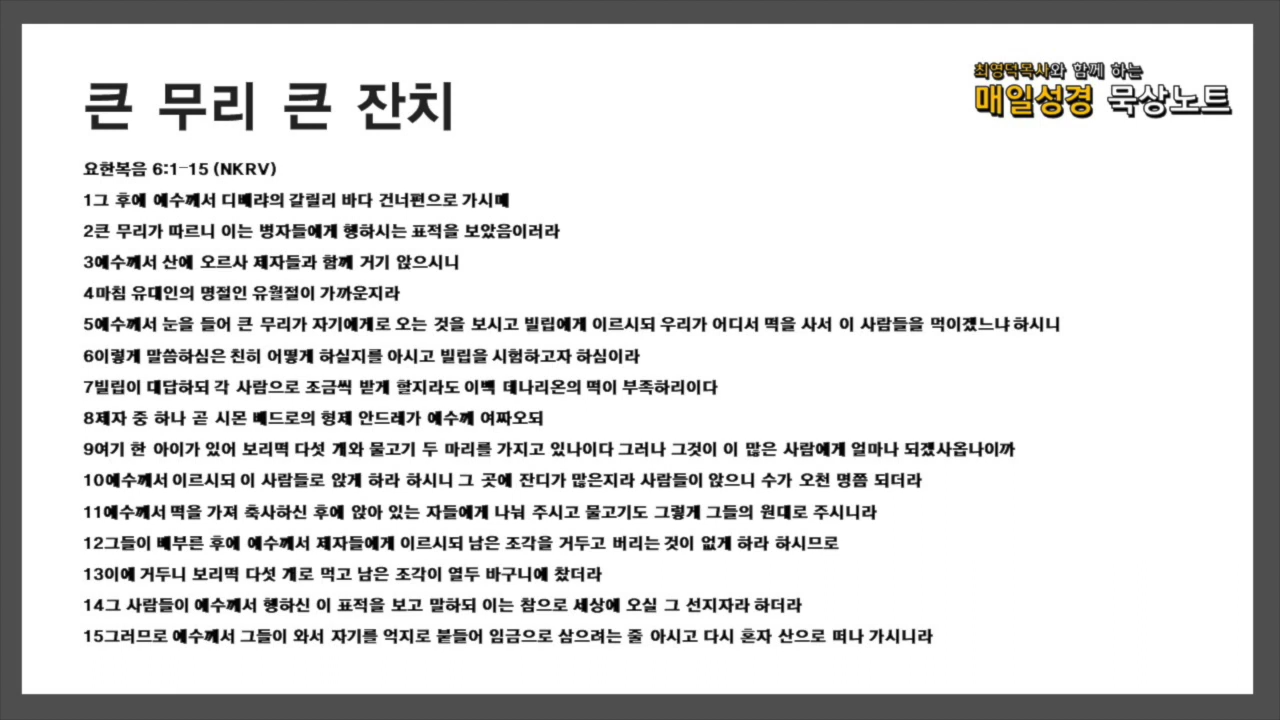 큰 무리 큰 잔치
최영덕목사와 함께 하는
매일성경 묵상노트
요한복음 6:1-15 (NKRV)
1그 후에 예수께서 디베랴의 갈릴리 바다 건너편으로 가시매
2큰 무리가 따르니 이는 병자들에게 행하시는 표적을 보았음이러라
3예수께서 산에 오르사 제자들과 함께 거기 앉으시니
4마침 유대인의 명절인 유월절이 가까운지라
5예수께서 눈을 들어 큰 무리가 자기에게로 오는 것을 보시고 빌립에게 이르시되 우리가 어디서 떡을 사서 이 사람들을 먹이겠느냐 하시니
6이렇게 말씀하심은 친히 어떻게 하실지를 아시고 빌립을 시험하고자 하심이라
7빌립이 대답하되 각 사람으로 조금씩 받게 할지라도 이백 데나리온의 떡이 부족하리이다
8제자 중 하나 곧 시몬 베드로의 형제 안드레가 예수께 여짜오되
9여기 한 아이가 있어 보리떡 다섯 개와 물고기 두 마리를 가지고 있나이다 그러나 그것이 이 많은 사람에게 얼마나 되겠사옵나이까
10예수께서 이르시되 이 사람들로 앉게 하라 하시니 그 곳에 잔디가 많은지라 사람들이 앉으니 수가 오천 명쯤 되더라
11예수께서 떡을 가져 축사하신 후에 앉아 있는 자들에게 나눠 주시고 물고기도 그렇게 그들의 원대로 주시니라
12그들이 배부른 후에 예수께서 제자들에게 이르시되 남은 조각을 거두고 버리는 것이 없게 하라 하시므로
13이에 거두니 보리떡 다섯 개로 먹고 남은 조각이 열두 바구니에 찼더라
14그 사람들이 예수께서 행하신 이 표적을 보고 말하되 이는 참으로 세상에 오실 그 선지자라 하더라
15그러므로 예수께서 그들이 와서 자기를 억지로 붙들어 임금으로 삼으려는 줄 아시고 다시 혼자 산으로 떠나 가시니라